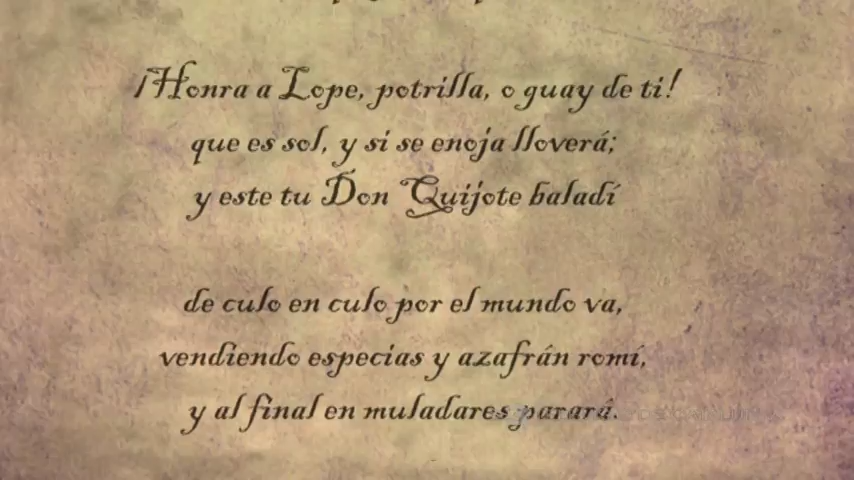 ¡Honra a Lope, potrilla, o guay de ti!
que es sol, y si se enoja lloverá;
y este tu Don Quijote baladí
de culo en culo por el mundo va,
vendiendo especias y azafrán romí,
y al final en muladares parará.